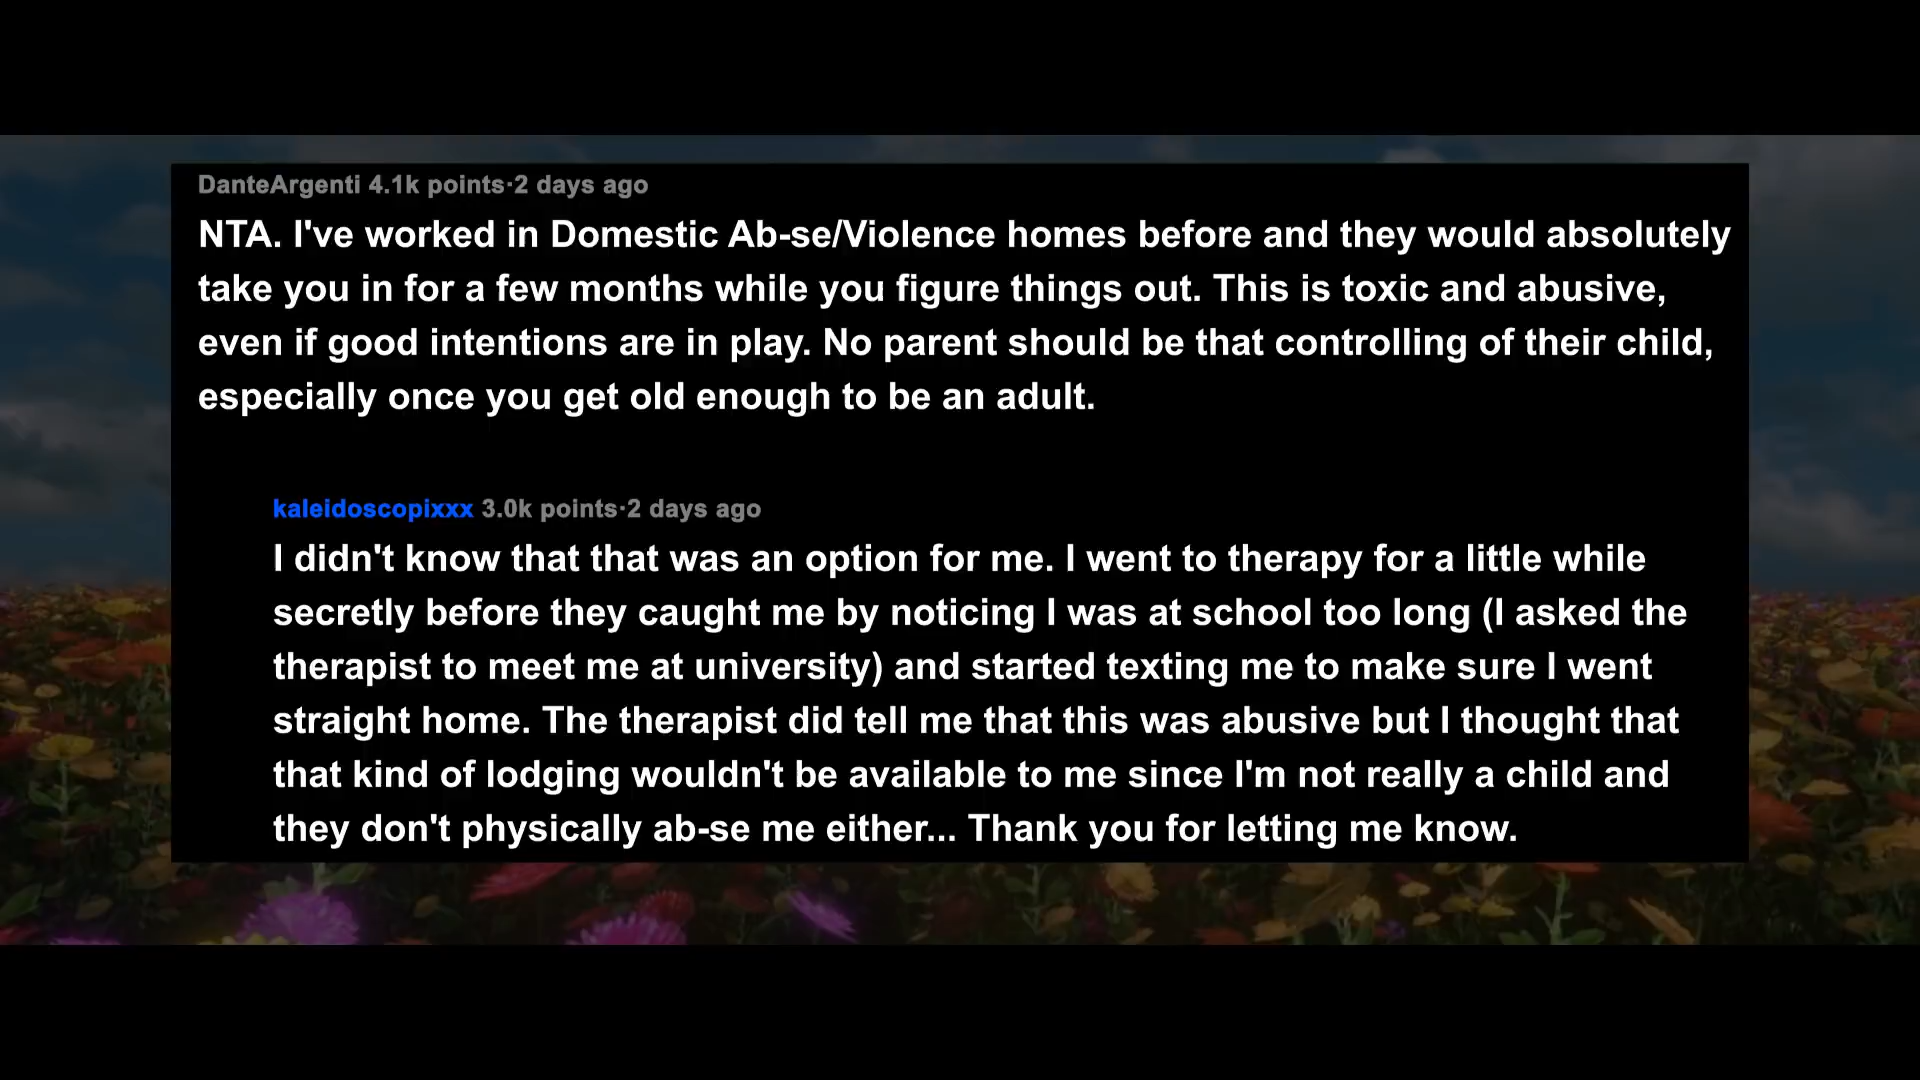 DanteArgenti 4.1k points·2 days ago
NTA. I've worked in Domestic Ab-se/Violence homes before and they would absolutely
take you in for a few months while you figure things out. This is toxic and abusive,
even if good intentions are in play. No parent should be that controlling of their child,
especially once you get old enough to be an adult.
kaleidoscopixxx 3.0k points·2 days ago
I didn't know that that was an option for me. I went to therapy for a little while
secretly before they caught me by noticing I was at school too long (I asked the
therapist to meet me at university) and started texting me to make sure I went
straight home. The therapist did tell me that this was abusive but I thought that
that kind of lodging wouldn't be available to me since I'm not really a child and
they don't physically ab-se me either... Thank you for letting me know.